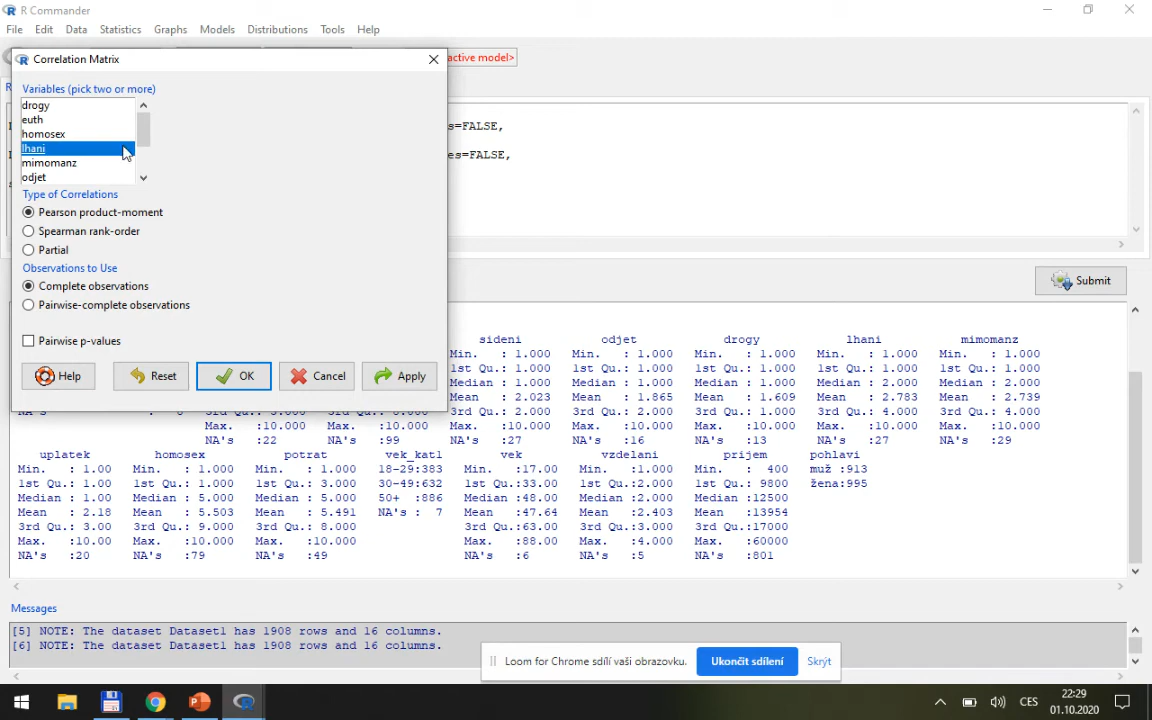 R Commander
File Edit Data Statistics Graphs Models Distributions Tools Help
Correlation Matrix
active model>
Variables (pick two or more)
drogy
euth
homosex
lhani
mimomanz
odjet
s=FALSE,
es=FALSE,
Type of Correlations
Pearson product-moment
Spearman rank-order
Partial
Observations to Use
Complete observations
Pairwise-complete observations
Pairwise p-values
Help Reset OK Cancel Apply
Submit
sideni odjet drogy lhani mimomanz
Min. : 1.000 Min. : 1.000 Min. : 1.000 Min. : 1.000 Min. : 1.000
1st Qu.: 1.000 1st Qu.: 1.000 1st Qu.: 1.000 1st Qu.: 1.000 1st Qu.: 1.000
Median : 1.000 Median : 1.000 Median : 1.000 Median : 2.000 Median : 2.000
Mean : 2.023 Mean : 1.865 Mean : 1.609 Mean : 2.783 Mean : 2.739
3rd Qu.: 2.000 3rd Qu.: 2.000 3rd Qu.: 1.000 3rd Qu.: 4.000 3rd Qu.: 4.000
Max. :10.000 Max. :10.000 Max. :10.000 Max. :10.000 Max. :10.000 Max. :10.000 Max. :10.000
NA's :22 NA's :99 NA's :27 NA's :16 NA's :13 NA's :27 NA's :29
uplatek homosex potrat vek_kat1 vek vzdelani prijem pohlavi
Min. : 1.00 Min. : 1.000 Min. : 1.000 18-29:383 Min. :17.00 Min. :1.000 Min. : 400 muž :913
1st Qu.: 1.00 1st Qu.: 1.000 1st Qu.: 3.000 30-49:632 1st Qu.:33.00 1st Qu.:2.000 1st Qu.: 9800 žena:995
Median : 1.00 Median : 5.000 Median : 5.000 50+ :886 Median :48.00 Median :2.000 Median :12500
Mean : 2.18 Mean : 5.503 Mean : 5.491 NA's : 7 Mean :47.64 Mean :2.403 Mean :13954
3rd Qu.: 3.00 3rd Qu.: 9.000 3rd Qu.: 8.000 3rd Qu.:63.00 3rd Qu.:3.000 3rd Qu.:17000
Max. :10.00 Max. :10.000 Max. :10.000 Max. :88.00 Max. :4.000 Max. :60000
NA's :20 NA's :79 NA's :49 NA's :6 NA's :5 NA's :801
Messages
[5] NOTE: The dataset Dataset1 has 1908 rows and 16 columns.
[6] NOTE: The dataset Dataset1 has 1908 rows and 16 columns.
Loom for Chrome sdílí vaši obrazovku. Ukončit sdílení Skrýt
CES
22:29
01.10.2020